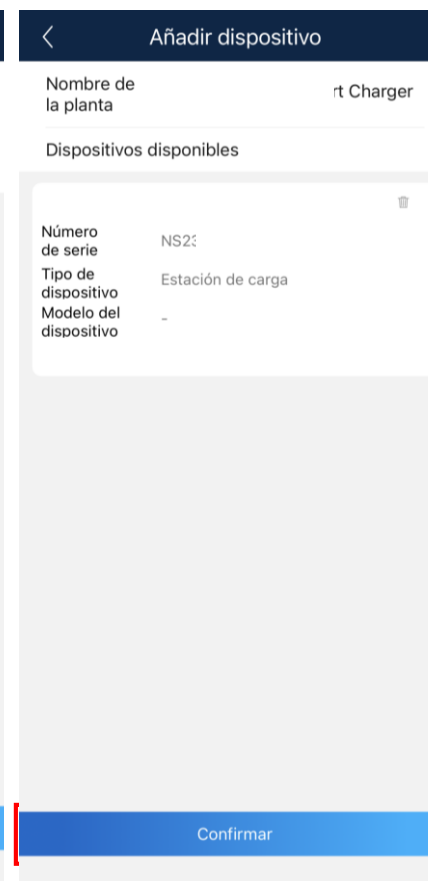 Añadir dispositivo
Nombre de
la planta
rt Charger
Dispositivos disponibles
Número
de serie
NS23
Tipo de
dispositivo
Estación de carga
Modelo del
dispositivo
-
Confirmar